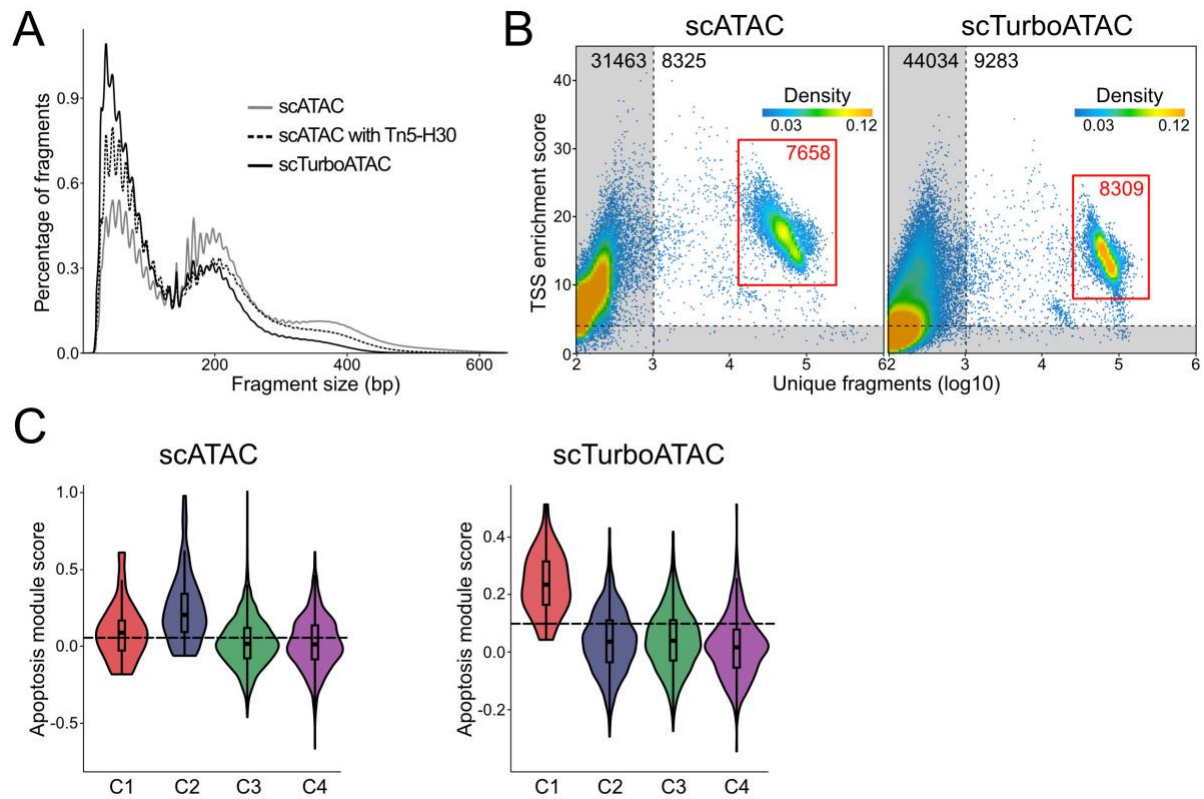 A
B
scATAC
scTurboATAC
Percentage of fragments
0.9
0.6
0.3
0.0
scATAC
scATAC with Tn5-H30
scTurboATAC
200
400
600
Fragment size (bp)
TSS enrichment score
40
30
20
10
0
31463
8325
Density
0.03
0.12
7658
44034
9283
Density
0.03
0.12
8309
2
3
4
5
6
2
3
4
5
6
Unique fragments (log10)
C
scATAC
scTurboATAC
Apoptosis module score
1.0
0.5
0.0
-0.5
C1
C2
C3
C4
Apoptosis module score
0.4
0.2
0.0
-0.2
C1
C2
C3
C4